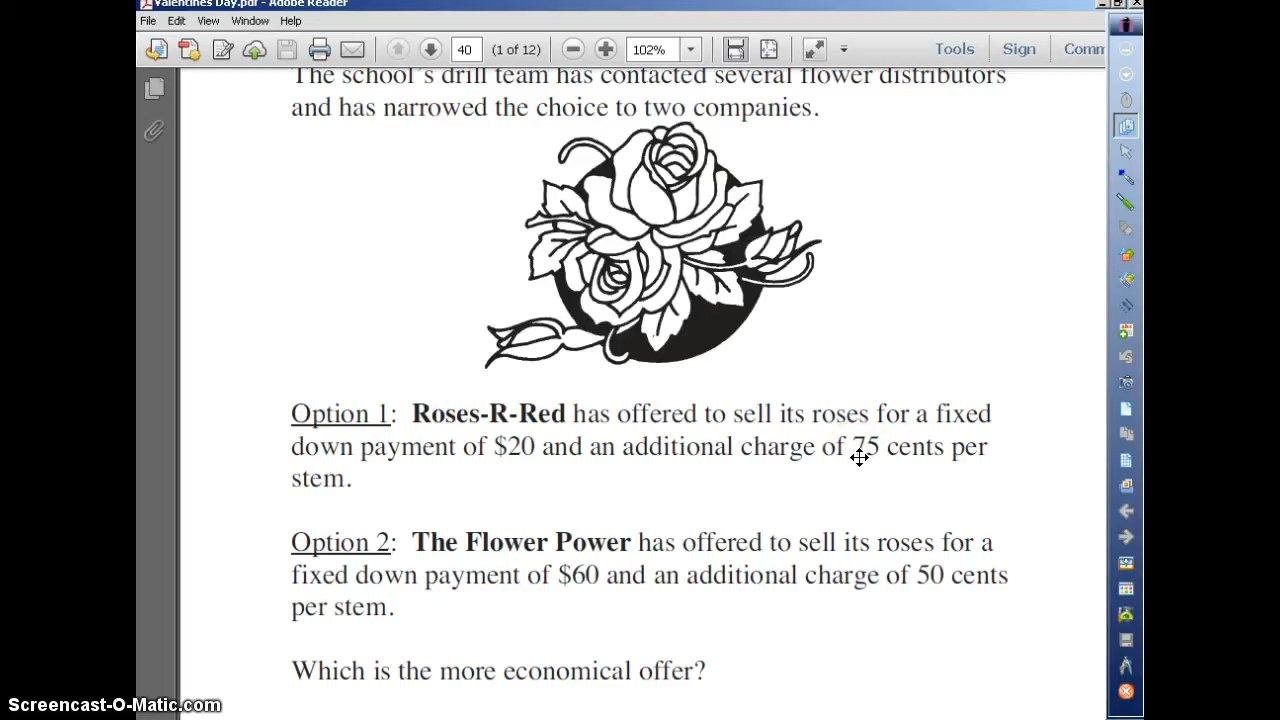 Valentines Day.pdf - Adobe Reader
File Edit View Window Help
40 (1 of 12) 102% Tools Sign Comm
The school's drill team has contacted several flower distributors
and has narrowed the choice to two companies.
Option 1: Roses-R-Red has offered to sell its roses for a fixed
down payment of $20 and an additional charge of 75 cents per
stem.
Option 2: The Flower Power has offered to sell its roses for a
fixed down payment of $60 and an additional charge of 50 cents
per stem.
Which is the more economical offer?
Screencast-O-Matic.com